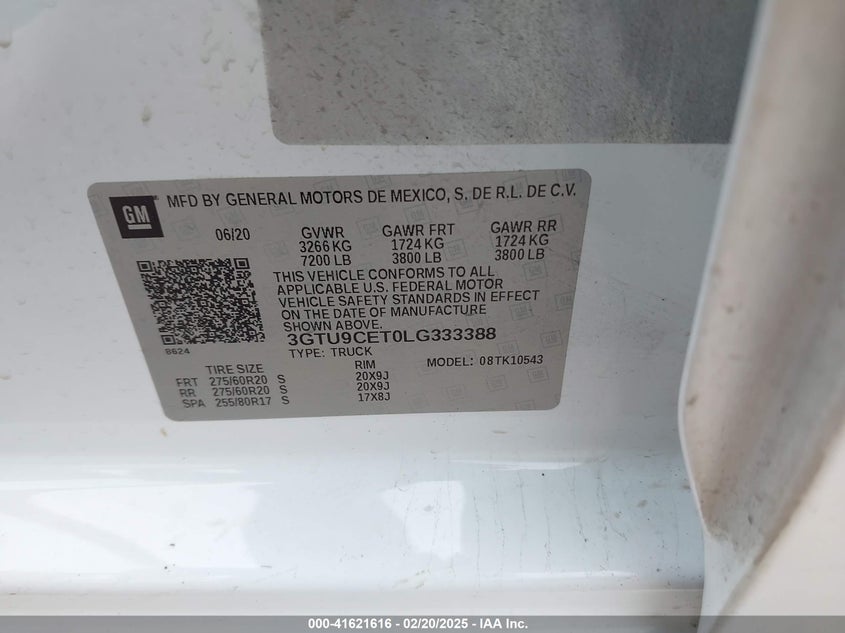 GM
MFD BY GENERAL MOTORS DE MEXICO, S. DE R.L. DE C.V.
06/20 GVWR GAWR FRT GAWR RR
3266 KG 1724 KG 1724 KG
7200 LB 3800 LB 3800 LB
THIS VEHICLE CONFORMS TO ALL
APPLICABLE U.S. FEDERAL MOTOR
VEHICLE SAFETY STANDARDS IN EFFECT
ON THE DATE OF MANUFACTURE
SHOWN ABOVE.
3GTU9CET0LG333388
8624
TYPE: TRUCK MODEL: 08TK10543
TIRE SIZE RIM
FRT 275/60R20 S 20X9J
RR 275/60R20 S 20X9J
SPA 255/80R17 S 17X8J
000-41621616 - 02/20/2025 - IAA Inc.